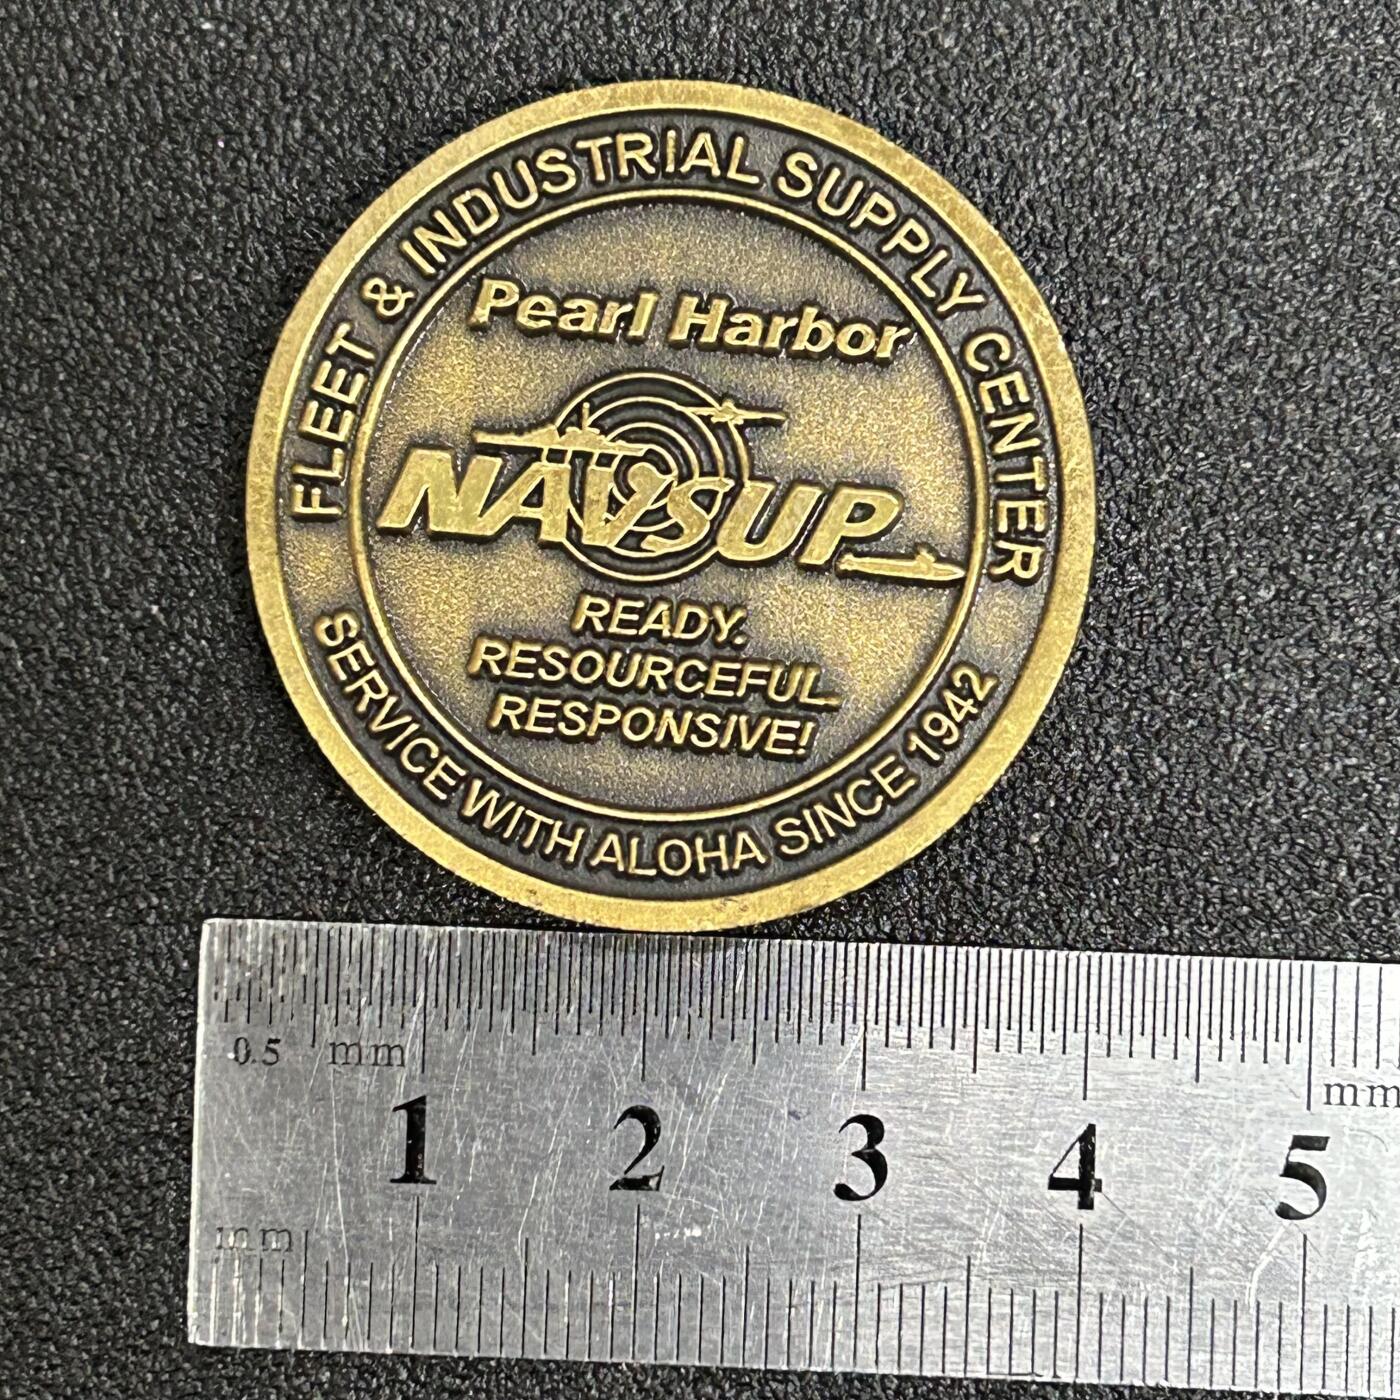 FLEET & INDUSTRIAL SUPPLY CENTER
Pearl Harbor
NAVSUP
READY.
RESOURCEFUL.
RESPONSIVE!
SERVICE WITH ALOHA SINCE 1942
0.5 mm
mm
1 2 3 4 5
mm